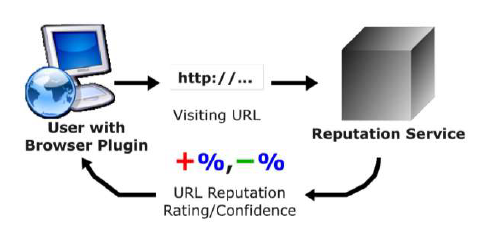 http://...
Visiting URL
User with
Browser Plugin
Reputation Service
+%,-%
URL Reputation
Rating/Confidence